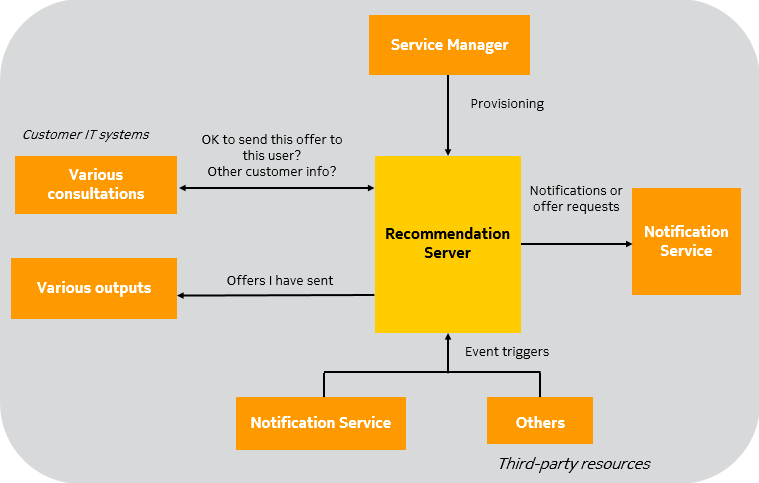 Service Manager
Provisioning
Customer IT systems
OK to send this offer to
this user?
Other customer info?
Various
consultations
Notifications or
offer requests
Recommendation
Server
Notification
Service
Various outputs
Offers I have sent
Event triggers
Notification Service
Others
Third-party resources